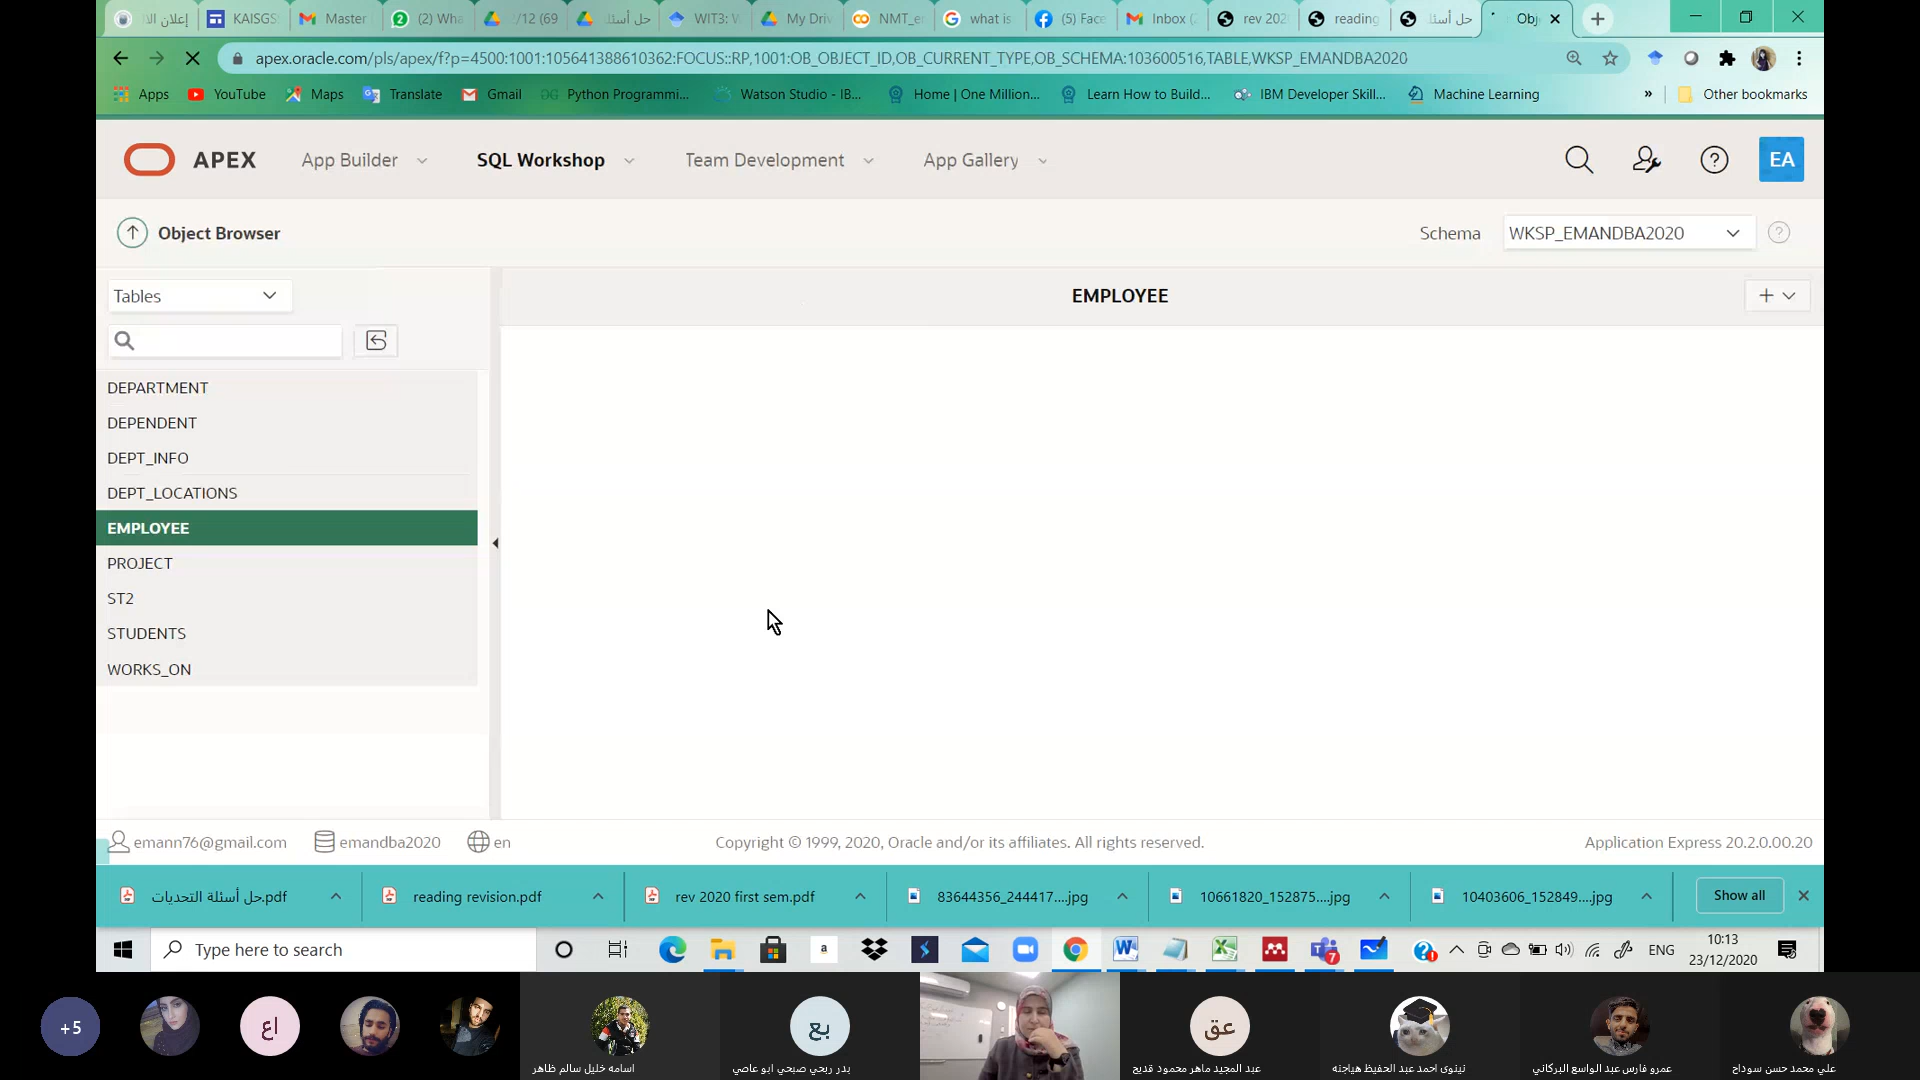 إعلان الا
KAISGS
Master
(2) Wha
12/ (69
حل أسئلة
WIT3: W
My Driv
NMT_e
what is
(5) Face
Inbox (2
rev 202
reading
حل أسئلة
Obj
apex.oracle.com/pls/apex/f?p=4500:1001:105641388610362:FOCUS::RP,1001:OB_OBJECT_ID,OB_CURRENT_TYPE,OB_SCHEMA:103600516,TABLE,WKSP_EMANDBA2020
Apps YouTube Maps Translate Gmail Python Programmi... Watson Studio - IB... Home | One Million... Learn How to Build... IBM Developer Skill... Machine Learning » Other bookmarks
APEX App Builder SQL Workshop Team Development App Gallery EA
Object Browser
Schema WKSP_EMANDBA2020
Tables
EMPLOYEE
DEPARTMENT
DEPENDENT
DEPT_INFO
DEPT_LOCATIONS
EMPLOYEE
PROJECT
ST2
STUDENTS
WORKS_ON
emann76@gmail.com emandba2020 en
Copyright © 1999, 2020, Oracle and/or its affiliates. All rights reserved.
Application Express 20.2.0.00.20
حل أسئلة التحديات.pdf
reading revision.pdf
rev 2020 first sem.pdf
83644356_244417....jpg
10661820_152875....jpg
10403606_152849....jpg
Show all
Type here to search
a
7
ENG
10:13
23/12/2020
+5
اع
بع
عق
اسامه خليل سالم ظاهر
بدر ربحي صبحي ابو عاصي
عبد المجيد ماهر محمود قديح
نينوى احمد عبد الحفيظ هياجنه
عمرو فارس عبد الواسع البركاني
علي محمد حسن سوداح